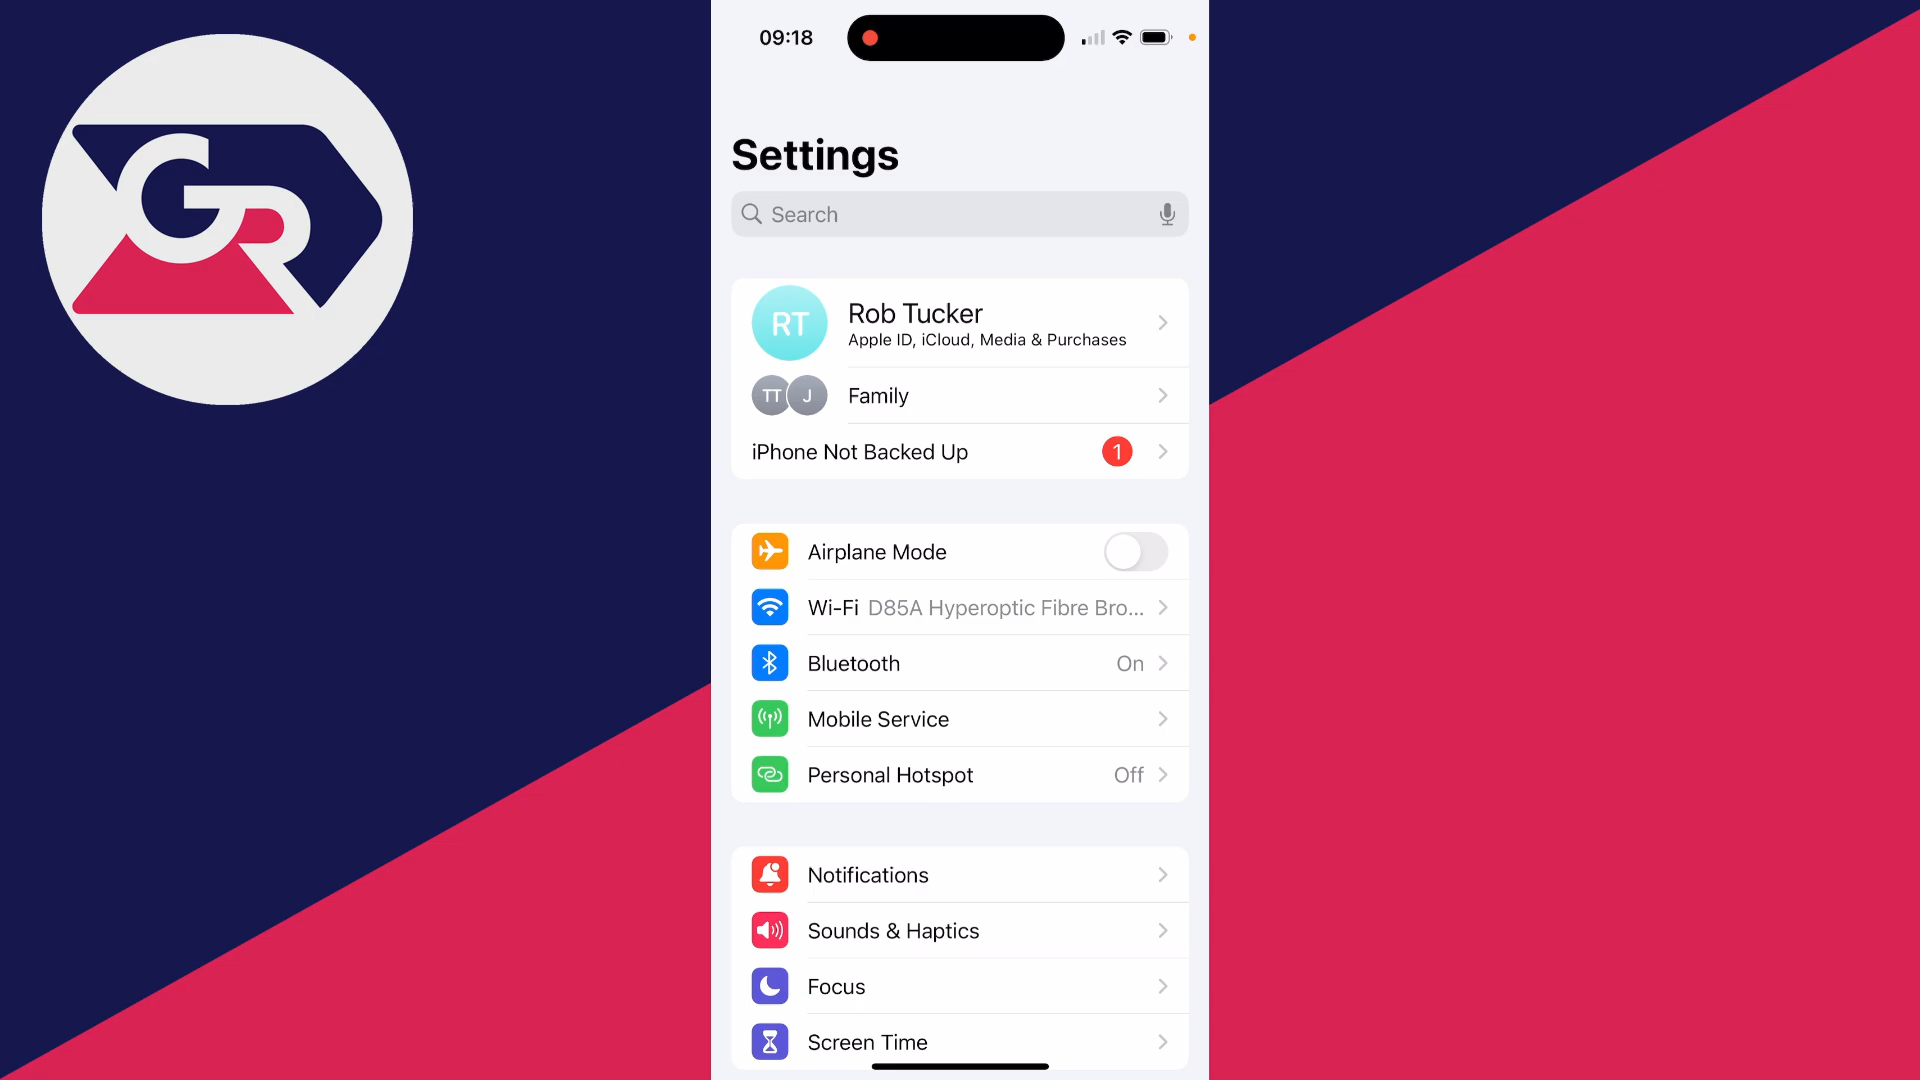 GR
09:18
Settings
Search
RT
Rob Tucker
Apple ID, iCloud, Media & Purchases
TT J
Family
iPhone Not Backed Up 1
Airplane Mode
Wi-Fi D85A Hyperoptic Fibre Bro...
Bluetooth On
Mobile Service
Personal Hotspot Off
Notifications
Sounds & Haptics
Focus
Screen Time